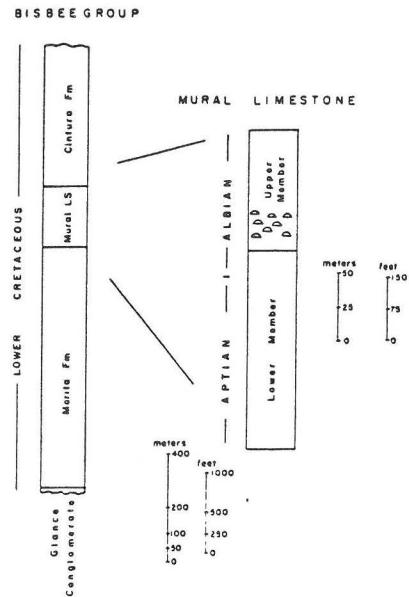 BISBEE GROUP
MURAL LIMESTONE
LOWER CRETACEOUS
Cintura Fm
Mural LS
Morita Fm
Glance
Conglomerate
APTIAN — I — ALBIAN
Upper
Member
Lower Member
meters
50
25
0
feet
150
75
0
meters
400
200
100
50
0
feet
1000
500
250
0